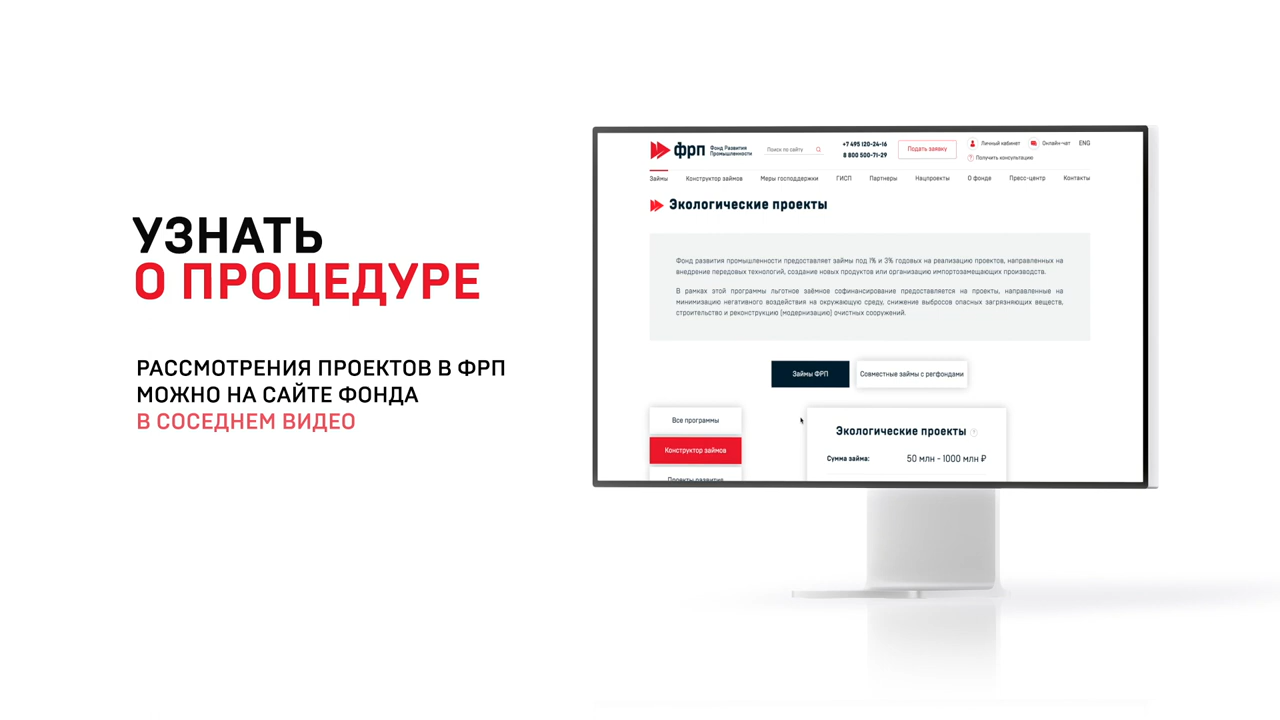 УЗНАТЬ
О ПРОЦЕДУРЕ
РАССМОТРЕНИЯ ПРОЕКТОВ В ФРП
МОЖНО НА САЙТЕ ФОНДА
В СОСЕДНЕМ ВИДЕО
фрп
Фонд Развития
Промышленности
Поиск по сайту
+7 495 120-24-16
8 800 500-71-29
Подать заявку
Личный кабинет
Онлайн-чат
ENG
Получить консультацию
Займы Конструктор займов Меры господдержки ГИСП Партнеры Нацпроекты О фонде Пресс-центр Контакты
Экологические проекты
Фонд развития промышленности предоставляет займы под 1% и 3% годовых на реализацию проектов, направленных на
внедрение передовых технологий, создание новых продуктов или организацию импортозамещающих производств.
В рамках этой программы льготное заёмное софинансирование предоставляется на проекты, направленные на
минимизацию негативного воздействия на окружающую среду, снижение выбросов опасных загрязняющих веществ,
строительство и реконструкцию (модернизацию) очистных сооружений.
Займы ФРП
Совместные займы с регфондами
Все программы
Конструктор займов
Проекты развития
Экологические проекты ?
Сумма займа: 50 млн - 1000 млн ₽